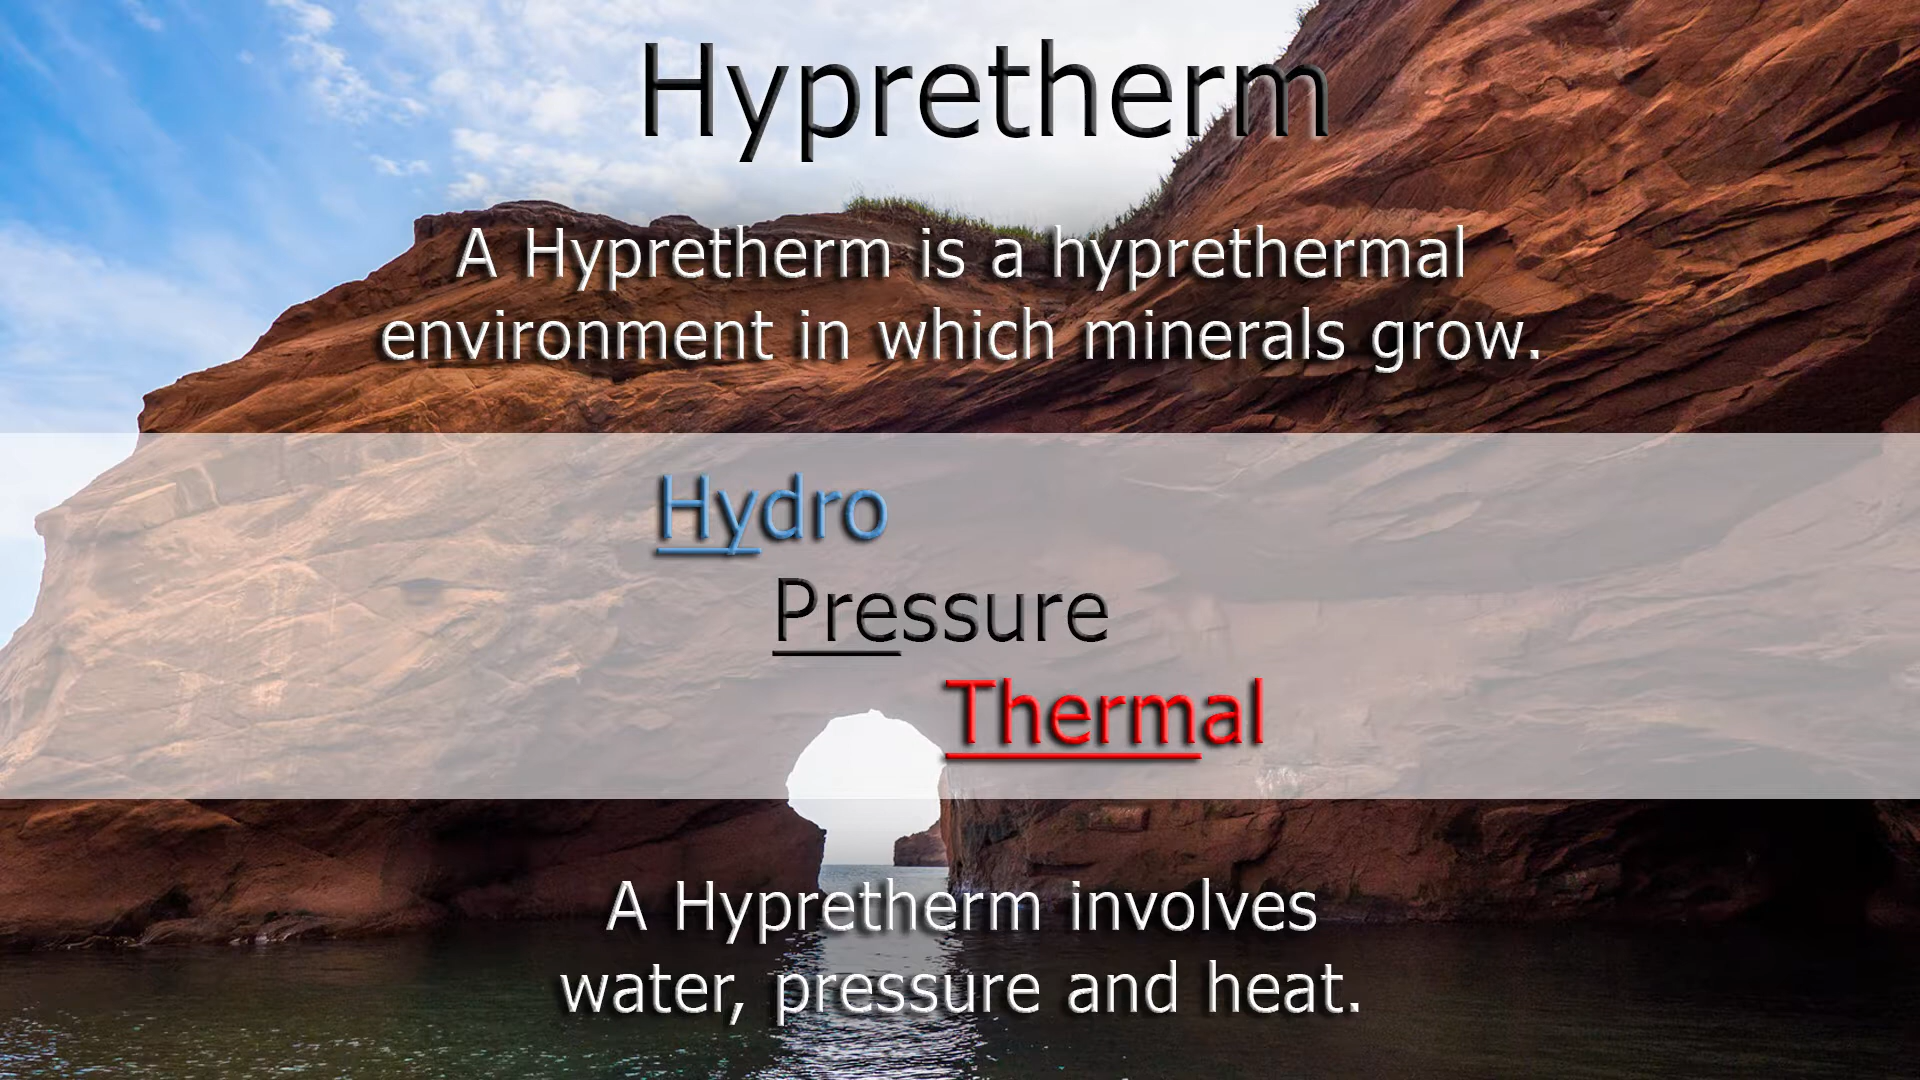 Hypretherm
A Hypretherm is a hyprethermal
environment in which minerals grow.
Hydro
Pressure
Thermal
A Hypretherm involves
water, pressure and heat.